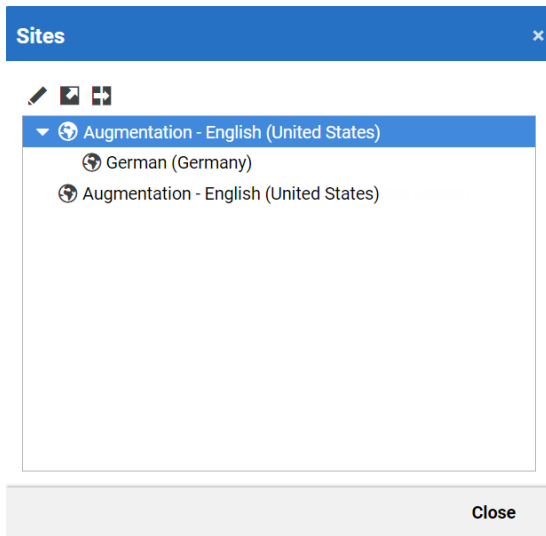 Sites
Augmentation - English (United States)
German (Germany)
Augmentation - English (United States)
Close